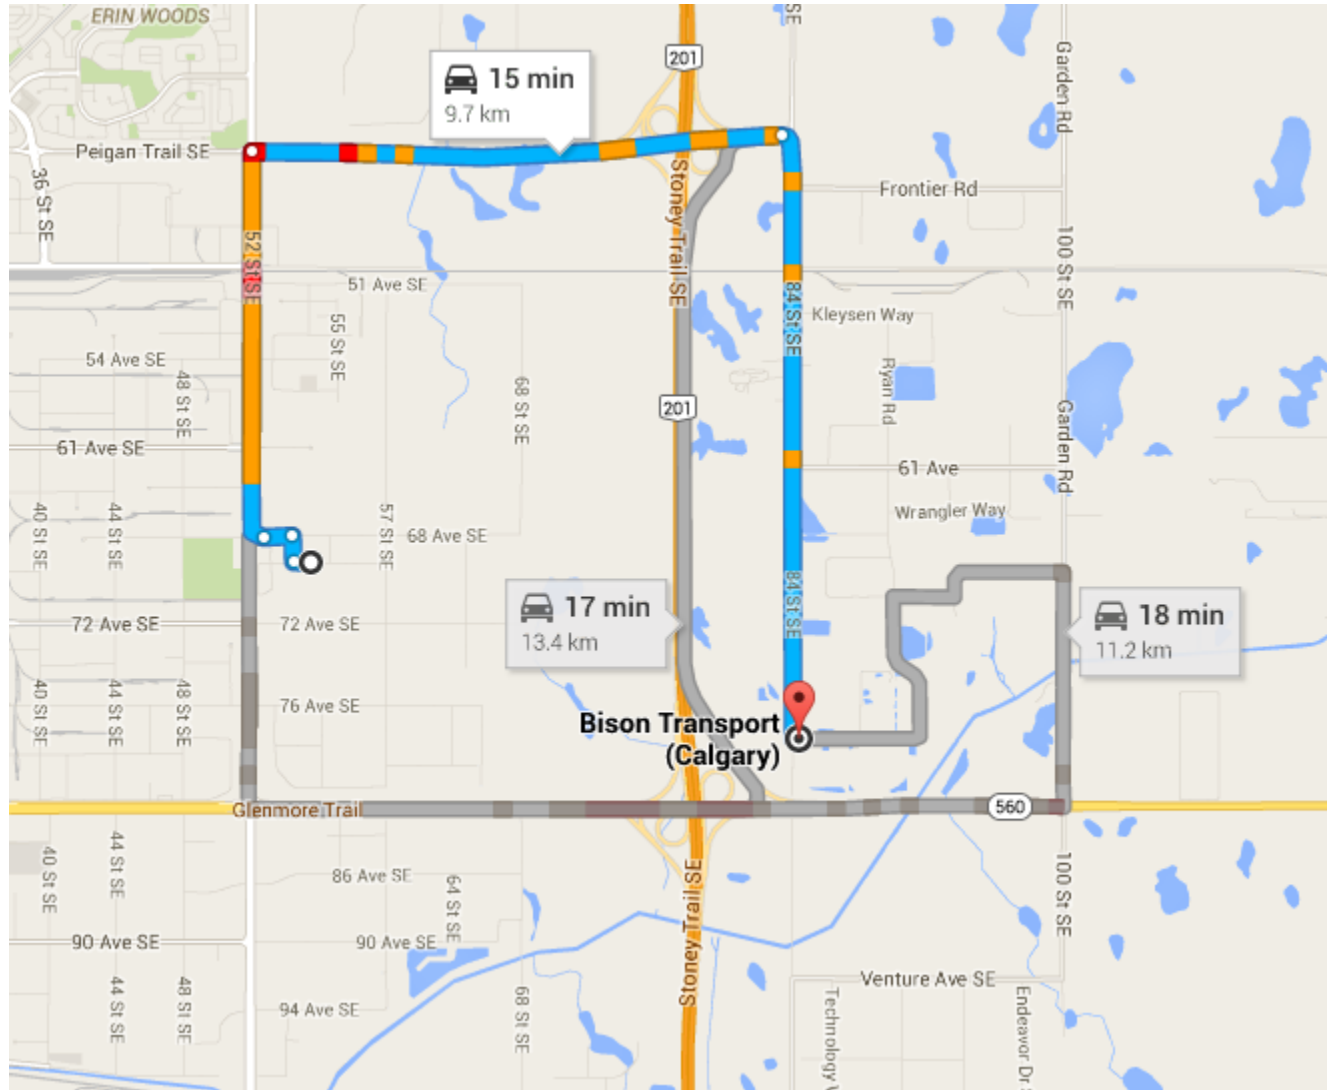 ERIN WOODS
SE
201
Garden Rd
15 min
9.7 km
Peigan Trail SE
36 St SE
Stoney Trail SE
Frontier Rd
52 St SE
100 St SE
51 Ave SE
84 St SE
Kleysen Way
55 St SE
54 Ave SE
48 St SE
68 St SE
201
Ryan Rd
Garden Rd
61 Ave SE
61 Ave
Wrangler Way
40 St SE
44 St SE
57 St SE
68 Ave SE
84 St SE
17 min
13.4 km
18 min
11.2 km
72 Ave SE
72 Ave SE
40 St SE
44 St SE
48 St SE
76 Ave SE
Bison Transport
(Calgary)
Glenmore Trail
560
40 St SE
44 St SE
86 Ave SE
64 St SE
Stoney Trail SE
100 St SE
90 Ave SE
90 Ave SE
Venture Ave SE
44 St SE
48 St SE
94 Ave SE
68 St SE
Technology
Endeavor Dr